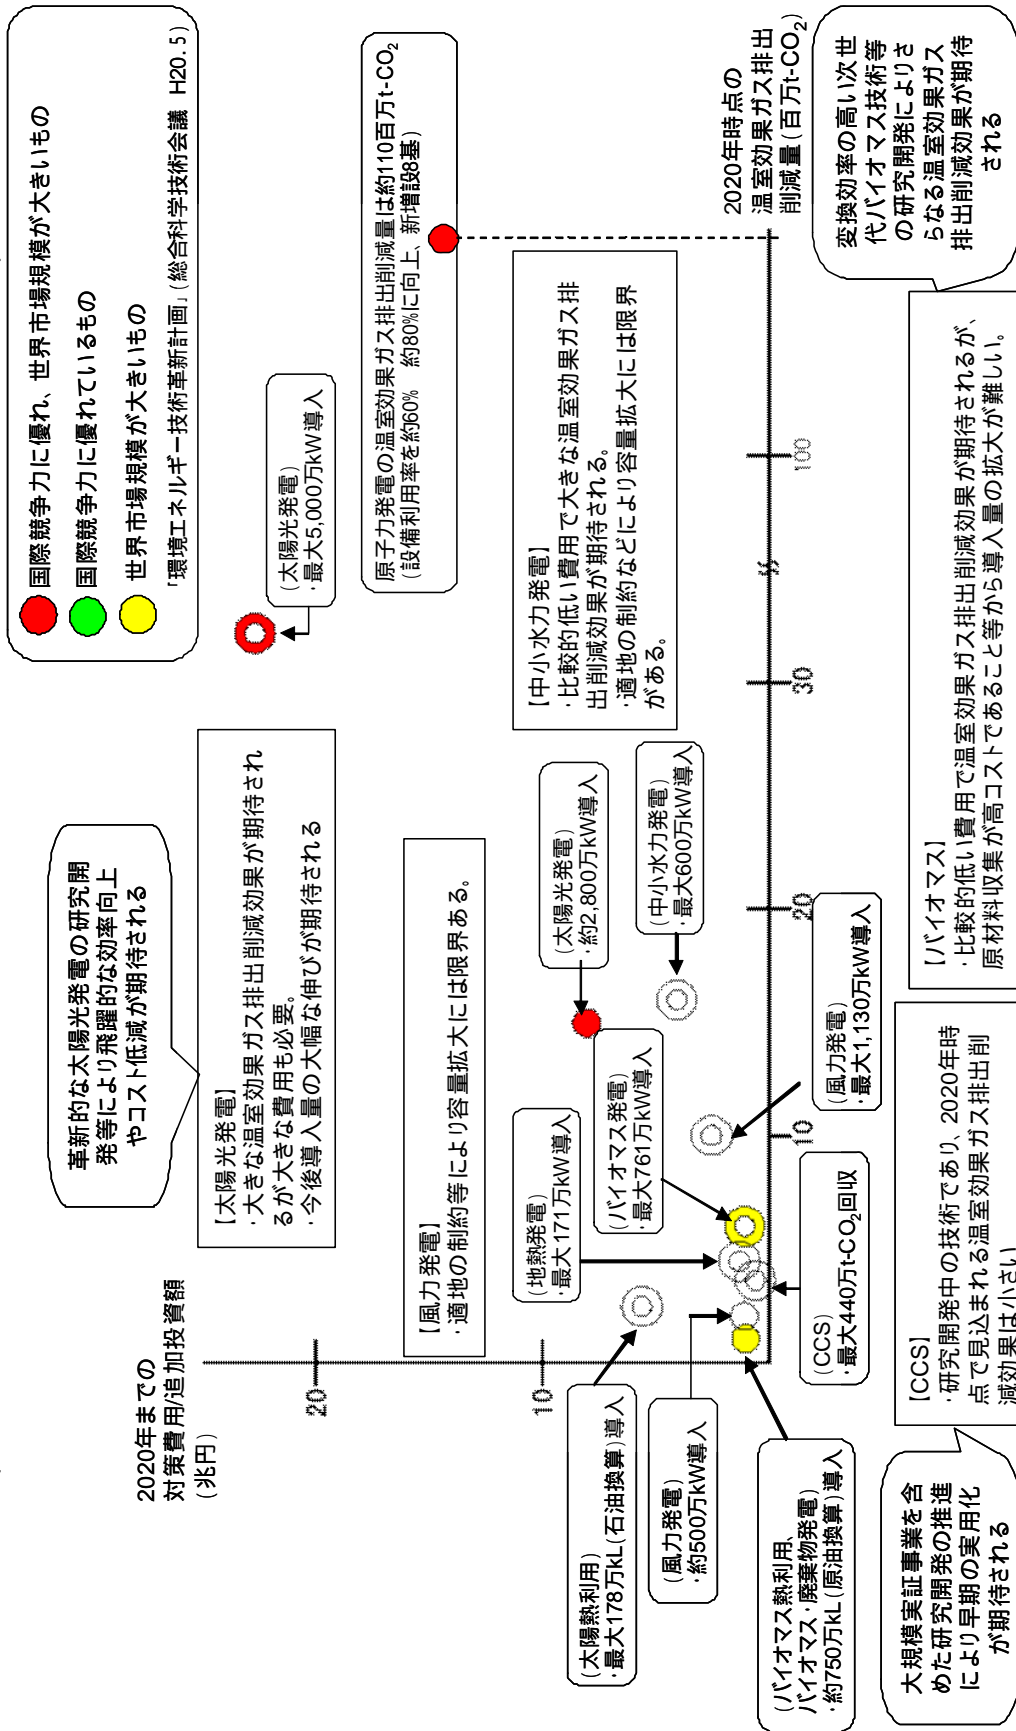 国際競争力に優れ、世界市場規模が大きいもの
国際競争力に優れているもの
世界市場規模が大きいもの
「環境エネルギー技術革新計画」(総合科学技術会議 H20.5)
革新的な太陽光発電の研究開
発等により飛躍的な効率向上
やコスト低減が期待される
2020年までの
対策費用/追加投資額
(兆円)
【太陽光発電】
・大きな温室効果ガス排出削減効果が期待され
るが大きな費用も必要。
・今後導入量の大幅な伸びが期待される
(太陽光発電)
・最大5,000万kW導入
20
原子力発電の温室効果ガス排出削減量は約110百万t-CO₂
(設備利用率を約60% 約80%に向上、新増設8基)
【風力発電】
・適地の制約等により容量拡大には限界ある。
【中小水力発電】
・比較的低い費用で大きな温室効果ガス排
出削減効果が期待される。
・適地の制約などにより容量拡大には限界
がある。
10
(地熱発電)
・最大171万kW導入
(太陽光発電)
・約2,800万kW導入
(太陽熱利用)
・最大178万kL(石油換算)導入
(バイオマス発電)
・最大761万kW導入
(中小水力発電)
・最大600万kW導入
(風力発電)
・約500万kW導入
2020年時点の
温室効果ガス排出
削減量(百万t-CO₂)
10
20
30
100
(バイオマス熱利用、
バイオマス・廃棄物発電)
・約750万kL(原油換算)導入
(CCS)
・最大440万t-CO₂回収
(風力発電)
・最大1,130万kW導入
変換効率の高い次世
代バイオマス技術等
の研究開発によりさ
らなる温室効果ガス
排出削減効果が期待
される
大規模実証事業を含
めた研究開発の推進
により早期の実用化
が期待される
【CCS】
・研究開発中の技術であり、2020年時
点で見込まれる温室効果ガス排出削
減効果は小さい
【バイオマス】
・比較的低い費用で温室効果ガス排出削減効果が期待されるが、
原材料収集が高コストであること等から導入量の拡大が難しい。